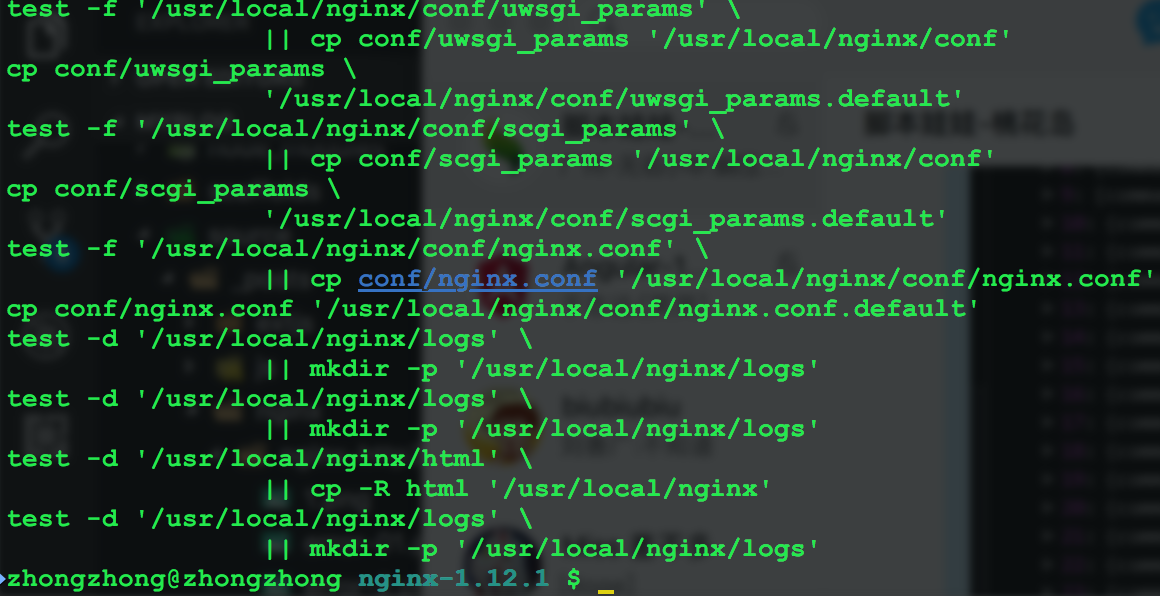 test -f '/usr/local/nginx/conf/uwsgi_params' \
|| cp conf/uwsgi_params '/usr/local/nginx/conf'
cp conf/uwsgi_params \
'/usr/local/nginx/conf/uwsgi_params.default'
test -f '/usr/local/nginx/conf/scgi_params' \
|| cp conf/scgi_params '/usr/local/nginx/conf'
cp conf/scgi_params \
'/usr/local/nginx/conf/scgi_params.default'
test -f '/usr/local/nginx/conf/nginx.conf' \
|| cp conf/nginx.conf '/usr/local/nginx/conf/nginx.conf'
cp conf/nginx.conf '/usr/local/nginx/conf/nginx.conf.default'
test -d '/usr/local/nginx/logs' \
|| mkdir -p '/usr/local/nginx/logs'
test -d '/usr/local/nginx/logs' \
|| mkdir -p '/usr/local/nginx/logs'
test -d '/usr/local/nginx/html' \
|| cp -R html '/usr/local/nginx'
test -d '/usr/local/nginx/logs' \
|| mkdir -p '/usr/local/nginx/logs'
zhongzhong@zhongzhong nginx-1.12.1 $